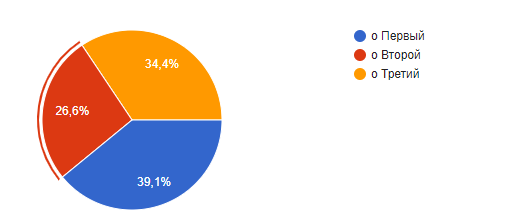 о Первый
о Второй
о Третий
34,4%
26,6%
39,1%